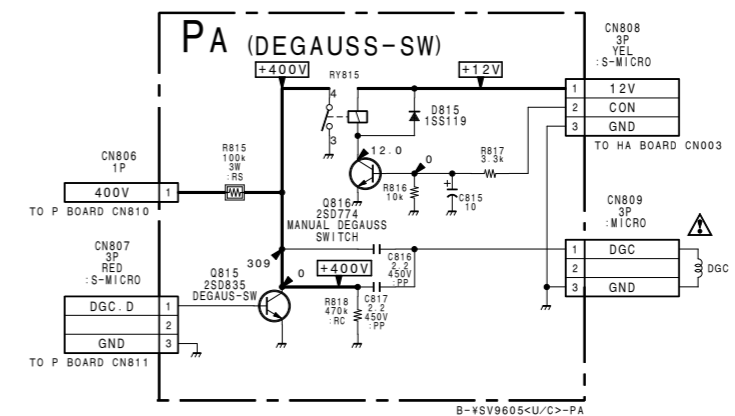 PA (DEGAUSS-SW)
+400V
RY815
4
3
+12V
D815
1SS119
CN808
3P
YEL
:S-MICRO
1 12V
2 CON
3 GND
TO HA BOARD CN003
CN806
1P
400V 1
TO P BOARD CN810
R815
100k
3W
:RS
12.0
0
R817
3.3k
R816
10k
+
C815
10
Q816
2SD774
MANUAL DEGAUSS
SWITCH
CN809
3P
:MICRO
1 DGC
2
3 GND
DGC
CN807
3P
RED
:S-MICRO
DGC.D 1
2
GND 3
TO P BOARD CN811
309
Q815
2SD835
DEGAUS-SW
0
+400V
C816
2.2
450V
:PP
R818
470k
:RC
C817
2.2
450V
:PP
B-¥SV9605<U/C>-PA